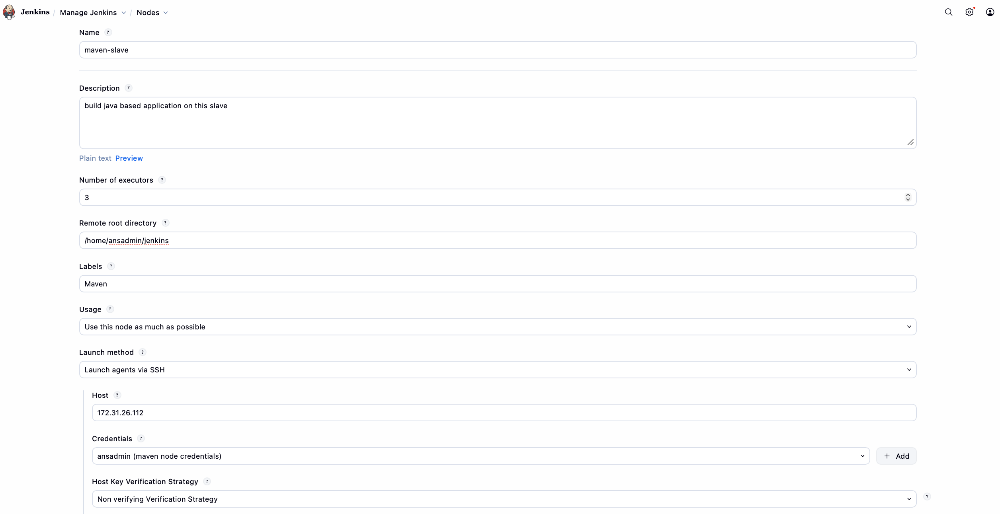 Jenkins / Manage Jenkins / Nodes
Name ?
maven-slave
Description ?
build java based application on this slave
Plain text Preview
Number of executors ?
3
Remote root directory ?
/home/ansadmin/jenkins
Labels ?
Maven
Usage ?
Use this node as much as possible
Launch method ?
Launch agents via SSH
Host ?
172.31.26.112
Credentials ?
ansadmin (maven node credentials)
+ Add
Host Key Verification Strategy ?
Non verifying Verification Strategy
?